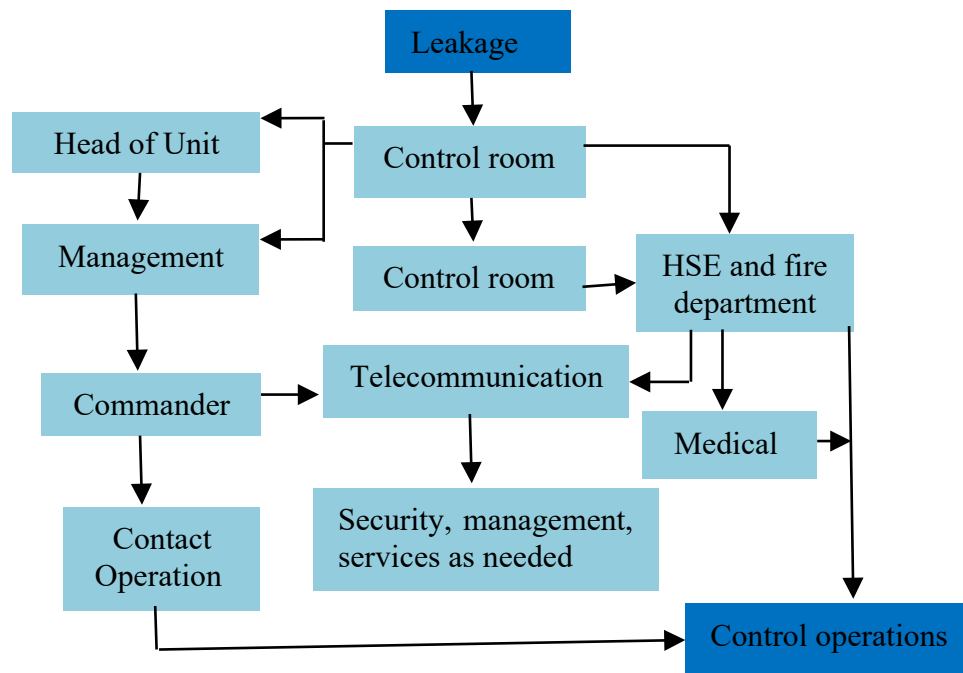 Leakage
Head of Unit
Control room
Management
Control room
HSE and fire
department
Commander
Telecommunication
Medical
Contact
Operation
Security, management,
services as needed
Control operations